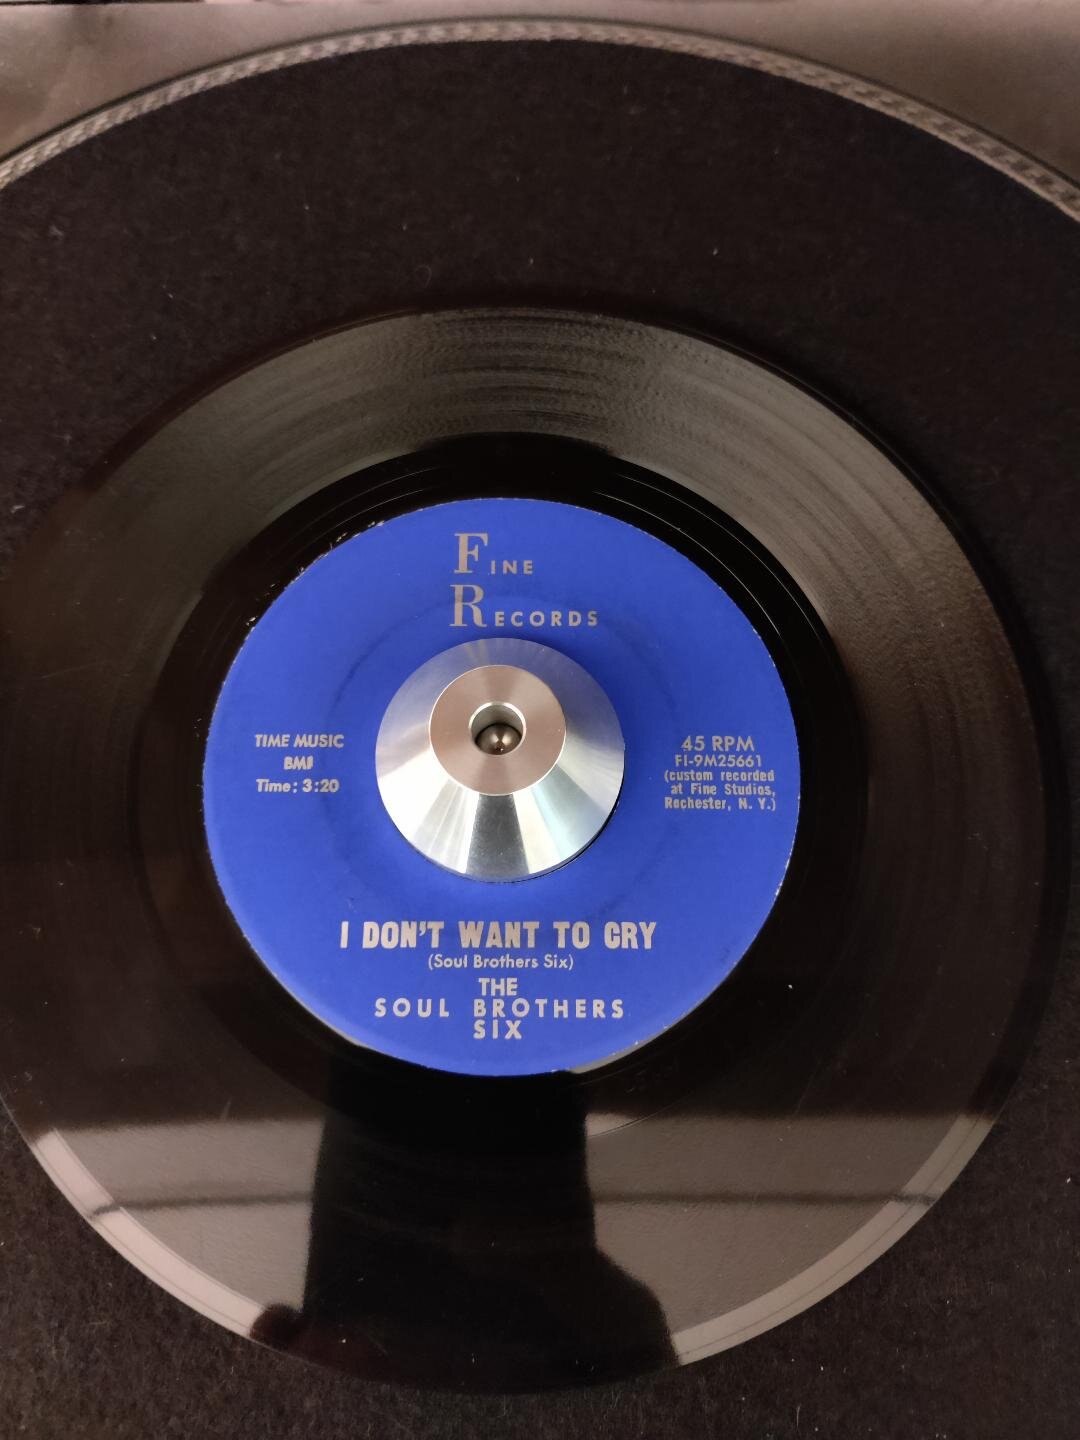 FINE
RECORDS
TIME MUSIC
BMI
Time: 3:20
45 RPM
FI-9M25661
(custom recorded
at Fine Studios,
Rochester, N. Y.)
I DON'T WANT TO CRY
(Soul Brothers Six)
THE
SOUL BROTHERS
SIX